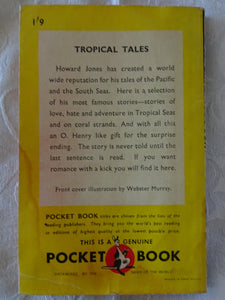 1/9
TROPICAL TALES
Howard Jones has created a world
wide reputation for his tales of the Pacific
and the South Seas. Here is a selection
of his most famous stories—stories of
love, hate and adventure in Tropical Seas
and on coral strands. And with all this
an O. Henry like gift for the surprise
ending. The story is never told until the
last sentence is read. If you want
romance with a kick you will find it here.
Front cover illustration by Webster Murray.
POCKET BOOK titles are chosen from the lists of the
leading publishers. They bring you the world's best reading
in editions of highest quality at the lowest possible price.
THIS IS A GENUINE
POCKET BOOK
OF THE WORLD